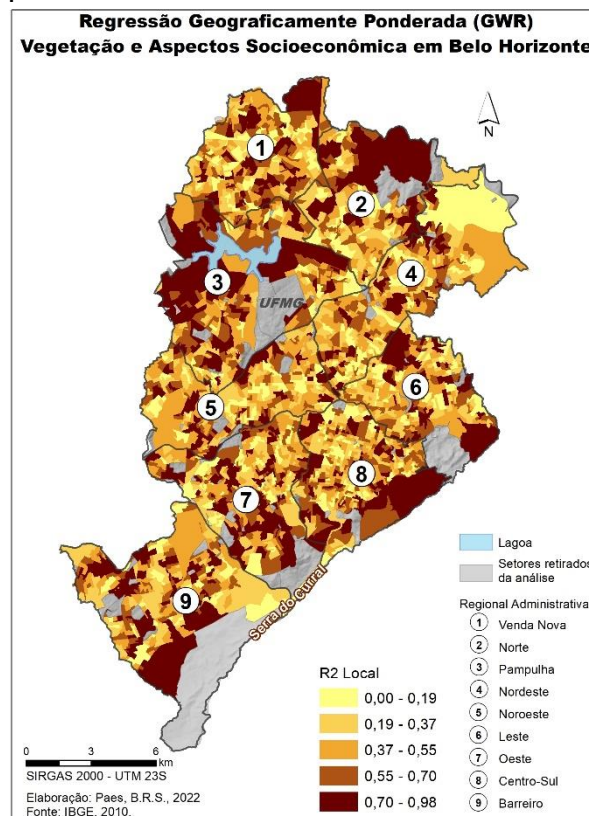 Regressão Geograficamente Ponderada (GWR)
Vegetação e Aspectos Socioeconômica em Belo Horizonte
N
1
2
3
UFMG
4
5
6
7
8
9
Serra do Curral
Lagoa
Setores retirados
da análise
Regional Administrativa
1 Venda Nova
2 Norte
3 Pampulha
4 Nordeste
5 Noroeste
6 Leste
7 Oeste
8 Centro-Sul
9 Barreiro
R2 Local
0,00 - 0,19
0,19 - 0,37
0,37 - 0,55
0,55 - 0,70
0,70 - 0,98
0 3 6
km
SIRGAS 2000 - UTM 23S
Elaboração: Paes, B.R.S., 2022
Fonte: IBGE, 2010.